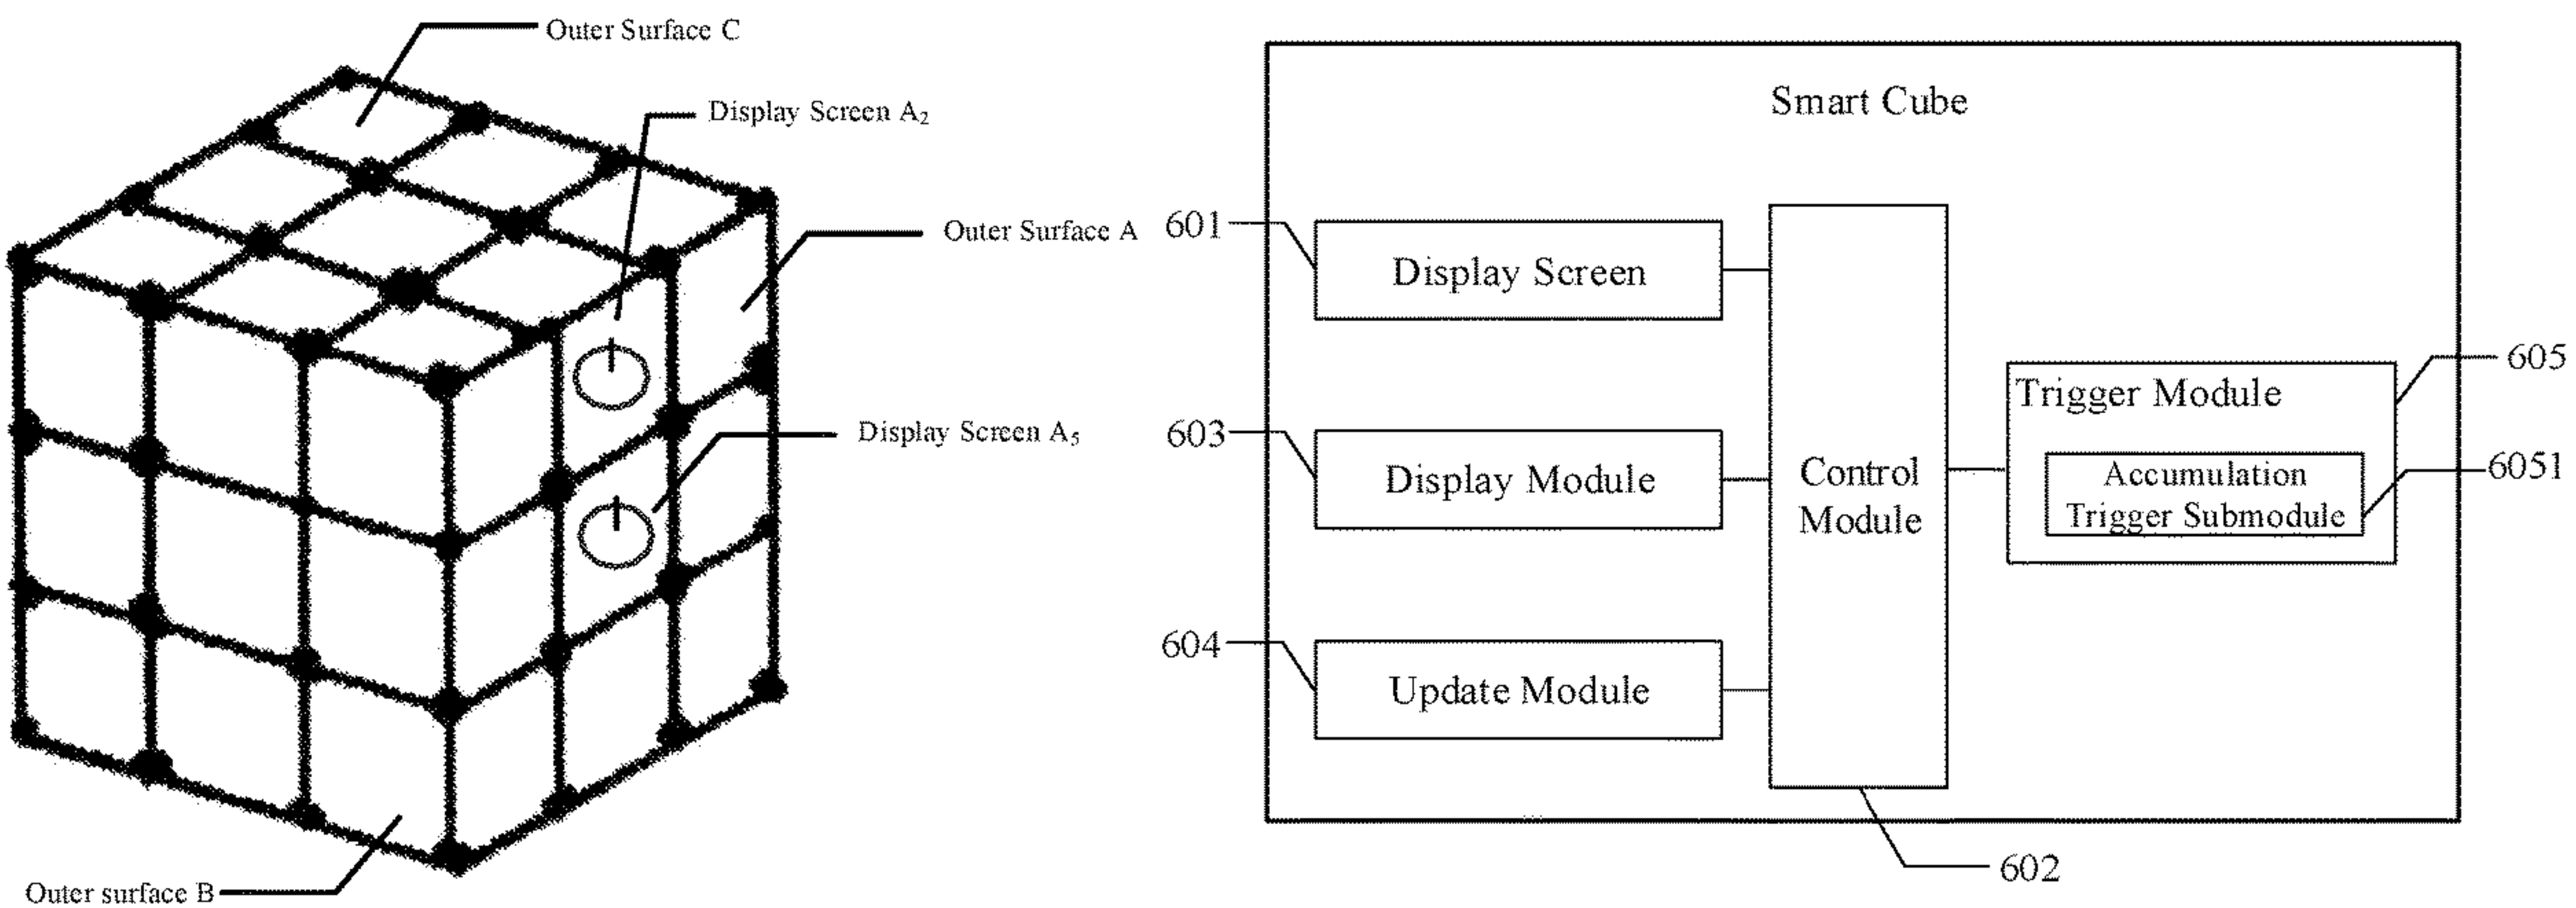 Outer Surface C
Display Screen A₂
Outer Surface A
Display Screen A₅
Outer surface B
Smart Cube
601
Display Screen
603
Display Module
604
Update Module
Control
Module
602
605
Trigger Module
6051
Accumulation
Trigger Submodule